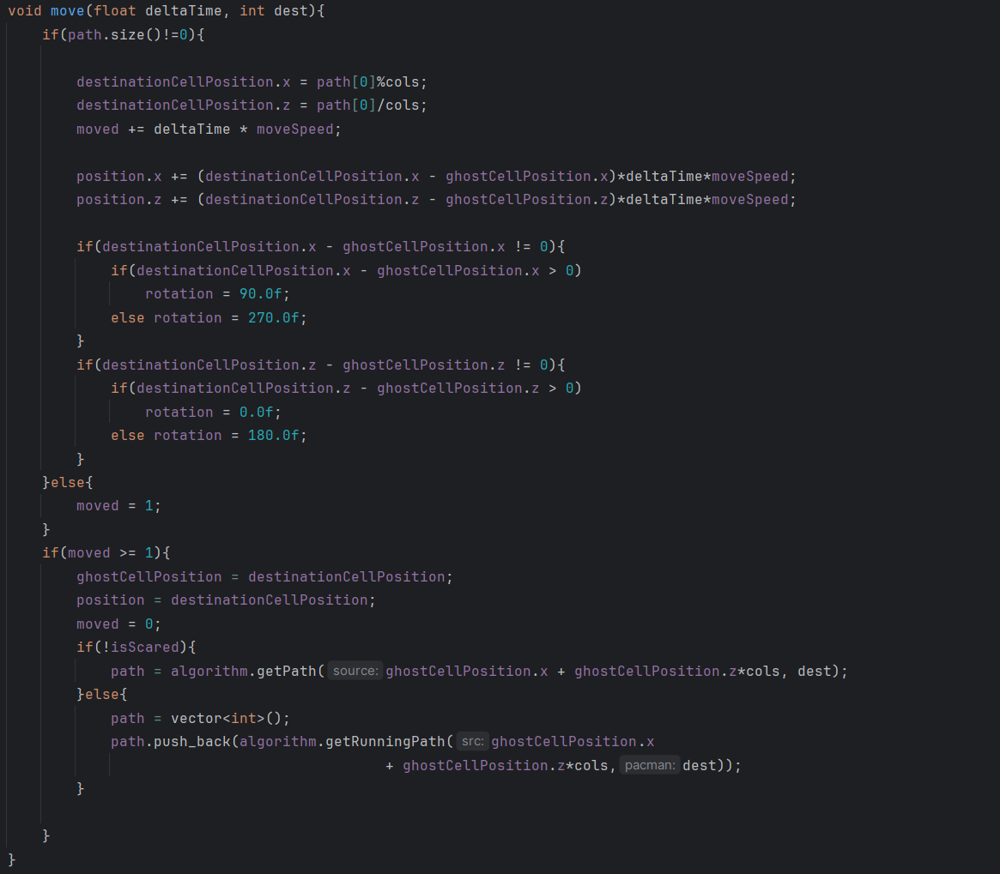 void move(float deltaTime, int dest){
    if(path.size()!=0){

        destinationCellPosition.x = path[0]%cols;
        destinationCellPosition.z = path[0]/cols;
        moved += deltaTime * moveSpeed;

        position.x += (destinationCellPosition.x - ghostCellPosition.x)*deltaTime*moveSpeed;
        position.z += (destinationCellPosition.z - ghostCellPosition.z)*deltaTime*moveSpeed;

        if(destinationCellPosition.x - ghostCellPosition.x != 0){
            if(destinationCellPosition.x - ghostCellPosition.x > 0)
                rotation = 90.0f;
            else rotation = 270.0f;
        }
        if(destinationCellPosition.z - ghostCellPosition.z != 0){
            if(destinationCellPosition.z - ghostCellPosition.z > 0)
                rotation = 0.0f;
            else rotation = 180.0f;
        }
    }else{
        moved = 1;
    }
    if(moved >= 1){
        ghostCellPosition = destinationCellPosition;
        position = destinationCellPosition;
        moved = 0;
        if(!isScared){
            path = algorithm.getPath( source: ghostCellPosition.x + ghostCellPosition.z*cols, dest);
        }else{
            path = vector<int>();
            path.push_back(algorithm.getRunningPath( src: ghostCellPosition.x
                                            + ghostCellPosition.z*cols, pacman: dest));
        }

    }
}